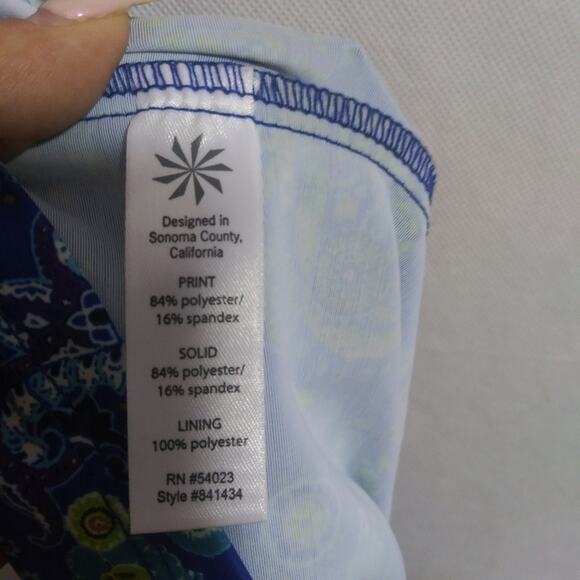 Designed in
Sonoma County,
California
PRINT
84% polyester/
16% spandex
SOLID
84% polyester/
16% spandex
LINING
100% polyester
RN #54023
Style #841434